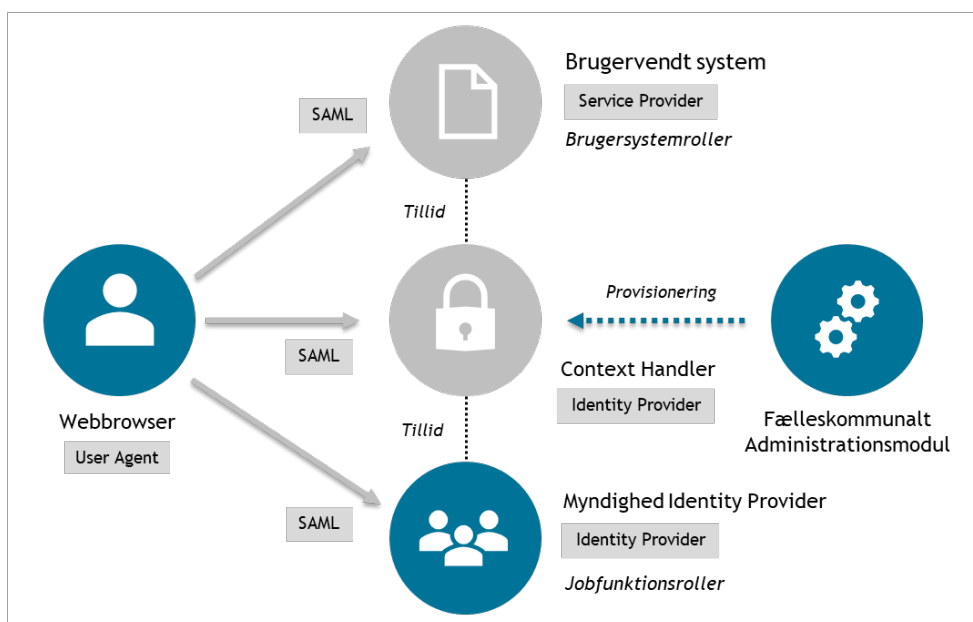 Brugervendt system
Service Provider
Brugersystemroller
SAML
Tillid
Provisionering
SAML
Context Handler
Identity Provider
Webbrowser
User Agent
Fælleskommunalt
Administrationsmodul
Tillid
SAML
Myndighed Identity Provider
Identity Provider
Jobfunktionsroller